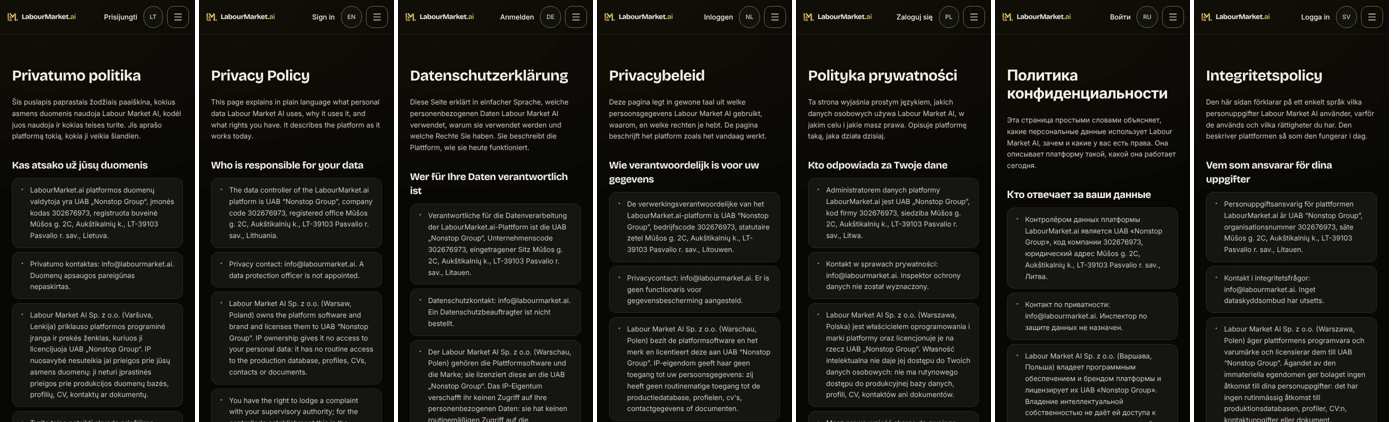 LabourMarket.ai
Prisijungti
LT
Privatumo politika
Šis puslapis paprastais žodžiais paaiškina, kokius
asmens duomenis naudoja Labour Market AI, kodėl
juos naudoja ir kokias teises turite. Jis aprašo
platformą tokią, kokia ji veikia šiandien.
Kas atsako už jūsų duomenis
LabourMarket.ai platformos duomenų
valdytoja yra UAB „Nonstop Group“, įmonės
kodas 302676973, registruota buveinė
Mūšos g. 2C, Aukštikalnių k., LT-39103
Pasvalio r. sav., Lietuva.
Privatumo kontaktas: info@labourmarket.ai.
Duomenų apsaugos pareigūnas
nepaskirtas.
Labour Market AI Sp. z o.o. (Varšuva,
Lenkija) priklauso platformos programinė
įranga ir prekės ženklas, kuriuos ji
licencijuoja UAB „Nonstop Group“. IP
nuosavybė nesuteikia jai prieigos prie jūsų
asmens duomenų: ji neturi įprastinės
prieigos prie produkcijos duomenų bazės,
profilių, CV, kontaktų ar dokumentų.
LabourMarket.ai
Sign in
EN
Privacy Policy
This page explains in plain language what personal
data Labour Market AI uses, why it uses it, and
what rights you have. It describes the platform as it
works today.
Who is responsible for your data
The data controller of the LabourMarket.ai
platform is UAB “Nonstop Group”, company
code 302676973, registered office Mūšos
g. 2C, Aukštikalnių k., LT-39103 Pasvalio r.
sav., Lithuania.
Privacy contact: info@labourmarket.ai. A
data protection officer is not appointed.
Labour Market AI Sp. z o.o. (Warsaw,
Poland) owns the platform software and
brand and licenses them to UAB “Nonstop
Group”. IP ownership gives it no access to
your personal data: it has no routine access
to the production database, profiles, CVs,
contacts or documents.
You have the right to lodge a complaint
with your supervisory authority; for the
LabourMarket.ai
Anmelden
DE
Datenschutzerklärung
Diese Seite erklärt in einfacher Sprache, welche
personenbezogenen Daten Labour Market AI
verwendet, warum sie verwendet werden und
welche Rechte Sie haben. Sie beschreibt die
Plattform, wie sie heute funktioniert.
Wer für Ihre Daten verantwortlich
ist
Verantwortliche für die Datenverarbeitung
der LabourMarket.ai-Plattform ist die UAB
„Nonstop Group“, Unternehmenscode
302676973, eingetragener Sitz Mūšos g.
2C, Aukštikalnių k., LT-39103 Pasvalio r.
sav., Litauen.
Datenschutzkontakt: info@labourmarket.ai.
Ein Datenschutzbeauftragter ist nicht
bestellt.
Der Labour Market AI Sp. z o.o. (Warschau,
Polen) gehören die Plattformsoftware und
die Marke; sie lizenziert diese an die UAB
„Nonstop Group“. Das IP-Eigentum
verschafft ihr keinen Zugriff auf Ihre
personenbezogenen Daten: sie hat keinen
routinemäßigen Zugriff auf die
LabourMarket.ai
Inloggen
NL
Privacybeleid
Deze pagina legt in gewone taal uit welke
persoonsgegevens Labour Market AI gebruikt,
waarom, en welke rechten je hebt. De pagina
beschrijft het platform zoals het vandaag werkt.
Wie verantwoordelijk is voor uw
gegevens
De verwerkingsverantwoordelijke van het
LabourMarket.ai-platform is UAB “Nonstop
Group”, bedrijfscode 302676973, statutaire
zetel Mūšos g. 2C, Aukštikalnių k., LT-
39103 Pasvalio r. sav., Litouwen.
Privacycontact: info@labourmarket.ai. Er is
geen functionaris voor
gegevensbescherming aangesteld.
Labour Market AI Sp. z o.o. (Warschau,
Polen) bezit de platformsoftware en het
merk en licentieert deze aan UAB “Nonstop
Group”. IP-eigendom geeft haar geen
toegang tot uw persoonsgegevens: zij
heeft geen routinematige toegang tot de
productiedatabase, profielen, cv's,
contactgegevens of documenten.
LabourMarket.ai
Zaloguj się
PL
Polityka prywatności
Ta strona wyjaśnia prostym językiem, jakich
danych osobowych używa Labour Market AI, w
jakim celu i jakie masz prawa. Opisuje platformę
taką, jaka działa dzisiaj.
Kto odpowiada za Twoje dane
Administratorem danych platformy
LabourMarket.ai jest UAB „Nonstop Group”,
kod firmy 302676973, siedziba Mūšos g.
2C, Aukštikalnių k., LT-39103 Pasvalio r.
sav., Litwa.
Kontakt w sprawach prywatności:
info@labourmarket.ai. Inspektor ochrony
danych nie został wyznaczony.
Labour Market AI Sp. z o.o. (Warszawa,
Polska) jest właścicielem oprogramowania i
marki platformy oraz licencjonuje je na
rzecz UAB „Nonstop Group”. Własność
intelektualna nie daje jej dostępu do Twoich
danych osobowych: nie ma rutynowego
dostępu do produkcyjnej bazy danych,
profili, CV, kontaktów ani dokumentów.
LabourMarket.ai
Войти
RU
Политика
конфиденциальности
Эта страница простыми словами объясняет,
какие персональные данные использует Labour
Market AI, зачем и какие у вас есть права. Она
описывает платформу такой, какой она работает
сегодня.
Кто отвечает за ваши данные
Контролёром данных платформы
LabourMarket.ai является UAB «Nonstop
Group», код компании 302676973,
юридический адрес Mūšos g. 2C,
Aukštikalnių k., LT-39103 Pasvalio r. sav.,
Литва.
Контакт по приватности:
info@labourmarket.ai. Инспектор по
защите данных не назначен.
Labour Market AI Sp. z o.o. (Варшава,
Польша) владеет программным
обеспечением и брендом платформы и
лицензирует их UAB «Nonstop Group».
Владение интеллектуальной
собственностью не даёт ей доступа к
LabourMarket.ai
Logga in
SV
Integritetspolicy
Den här sidan förklarar på ett enkelt språk vilka
personuppgifter Labour Market AI använder, varför
de används och vilka rättigheter du har. Den
beskriver plattformen så som den fungerar i dag.
Vem som ansvarar för dina
uppgifter
Personuppgiftsansvarig för plattformen
LabourMarket.ai är UAB ”Nonstop Group”,
organisationsnummer 302676973, säte
Mūšos g. 2C, Aukštikalnių k., LT-39103
Pasvalio r. sav., Litauen.
Kontakt i integritetsfrågor:
info@labourmarket.ai. Inget
dataskyddsombud har utsetts.
Labour Market AI Sp. z o.o. (Warszawa,
Polen) äger plattformens programvara och
varumärke och licensierar dem till UAB
”Nonstop Group”. Ägandet av den
immateriella egendomen ger bolaget ingen
åtkomst till dina personuppgifter: det har
ingen rutinmässig åtkomst till
produktionsdatabasen, profiler, CV:n,
kontaktuppgifter eller dokument.